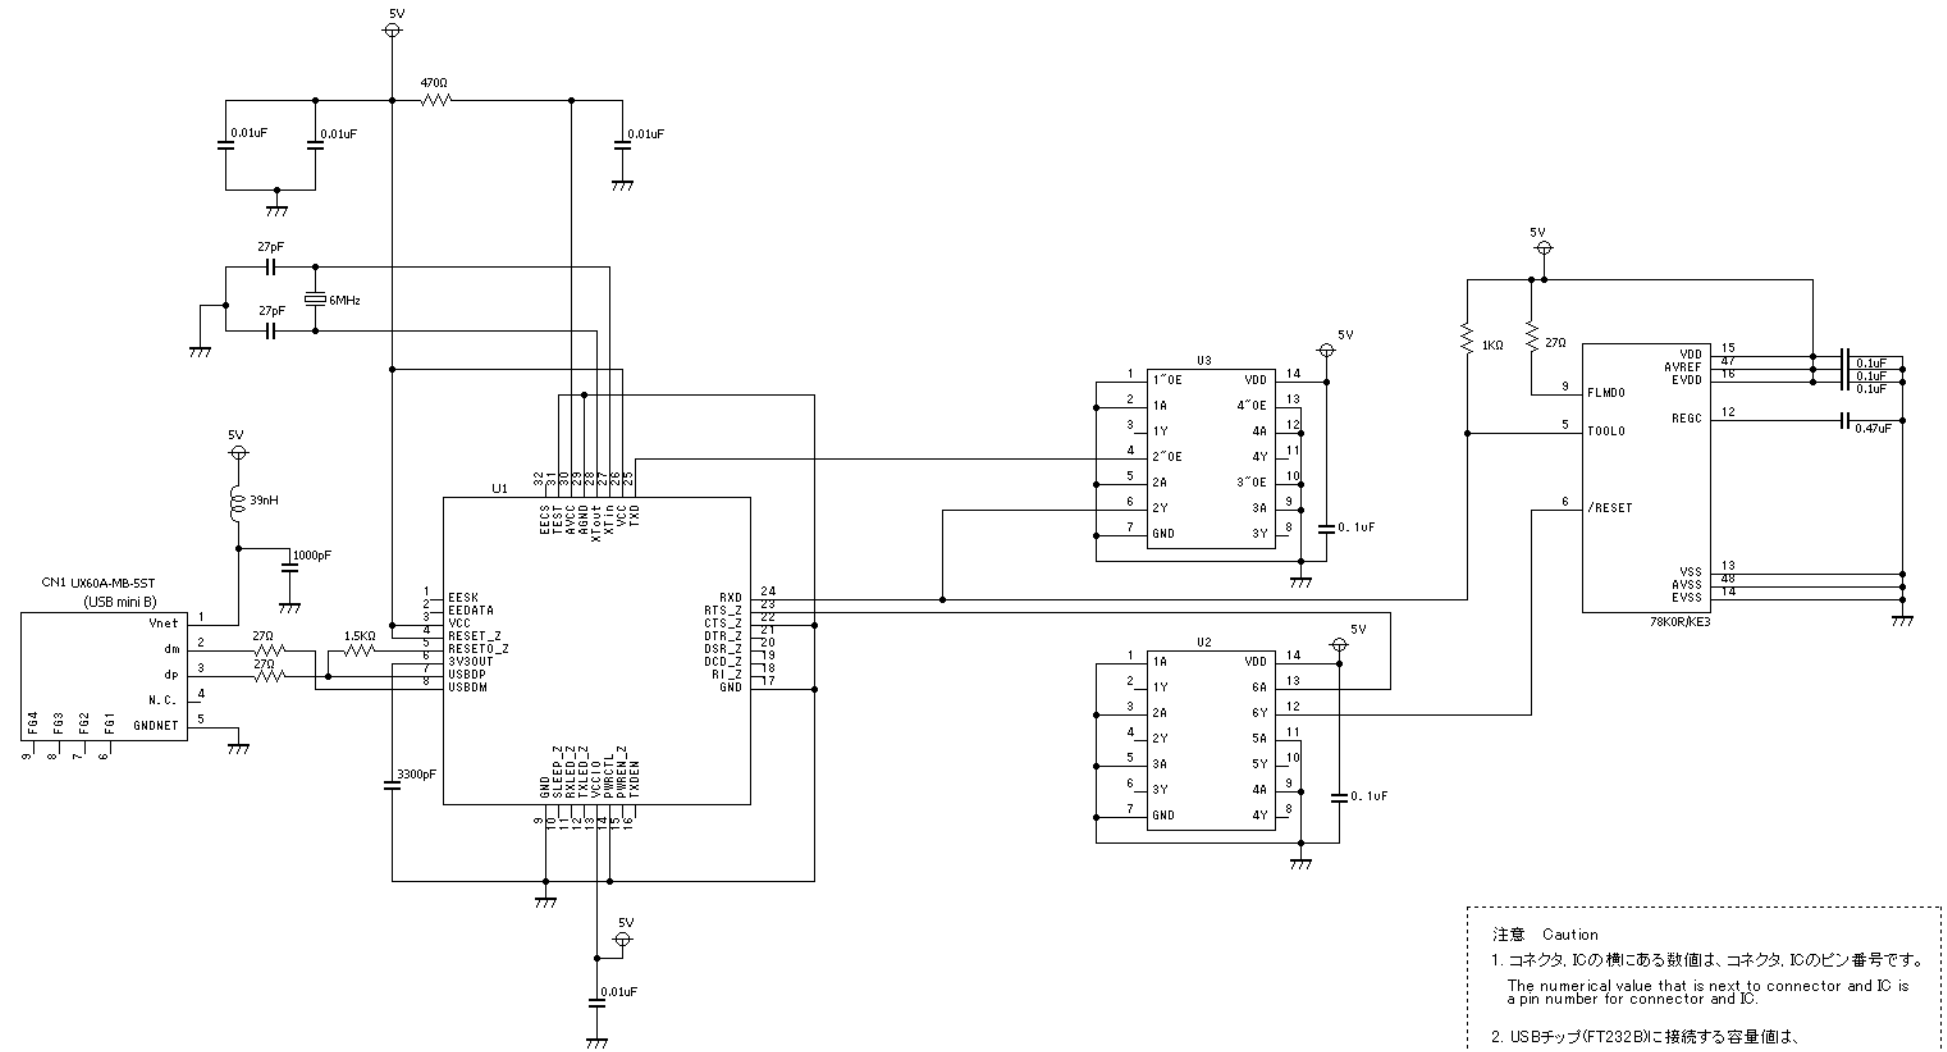 5V
470Ω
0.01uF
0.01uF
0.01uF
27pF
6MHz
27pF
5V
39nH
1000pF
CN1 UX60A-MB-5ST
(USB mini B)
Vnet 1
dm 2
dp 3
N.C. 4
GNDNET 5
FG4 FG3 FG2 FG1
9 8 7 6
27Ω
27Ω
1.5KΩ
3300pF
U1
32 31 30 29 28 27 26 25
EECS TEST AVCC AGND XTout XTin VCC TXD
1 EESK
2 EEDATA
3 VCC
4 RESET_Z
5 RESETO_Z
6 3V3OUT
7 USBDP
8 USBDM
RXD 24
RTS_Z 23
CTS_Z 22
DTR_Z 21
DSR_Z 20
DCD_Z 19
RI_Z 18
GND 17
GND SLEEP_Z RXLED_Z TXLED_Z VCCIO PWRCTL PWREN_Z TXDEN
9 10 11 12 13 14 15 16
5V
0.01uF
U3
5V
1 1~OE VDD 14
2 1A 4~OE 13
3 1Y 4A 12
4 2~OE 4Y 11
5 2A 3~OE 10
6 2Y 3A 9
7 GND 3Y 8
0.1uF
U2
5V
1 1A VDD 14
2 1Y 6A 13
3 2A 6Y 12
4 2Y 5A 11
5 3A 5Y 10
6 3Y 4A 9
7 GND 4Y 8
0.1uF
5V
1KΩ
27Ω
9 FLMD0
5 TOOL0
6 /RESET
VDD 15
AVREF 47
EVDD 16
REGC 12
VSS 13
AVSS 48
EVSS 14
0.1uF
0.1uF
0.1uF
0.47uF
78K0R/KE3
注意 Caution
1. コネクタ, ICの横にある数値は、コネクタ, ICのピン番号です。
The numerical value that is next to connector and IC is
a pin number for connector and IC.
2. USBチップ(FT232B)に接続する容量値は、